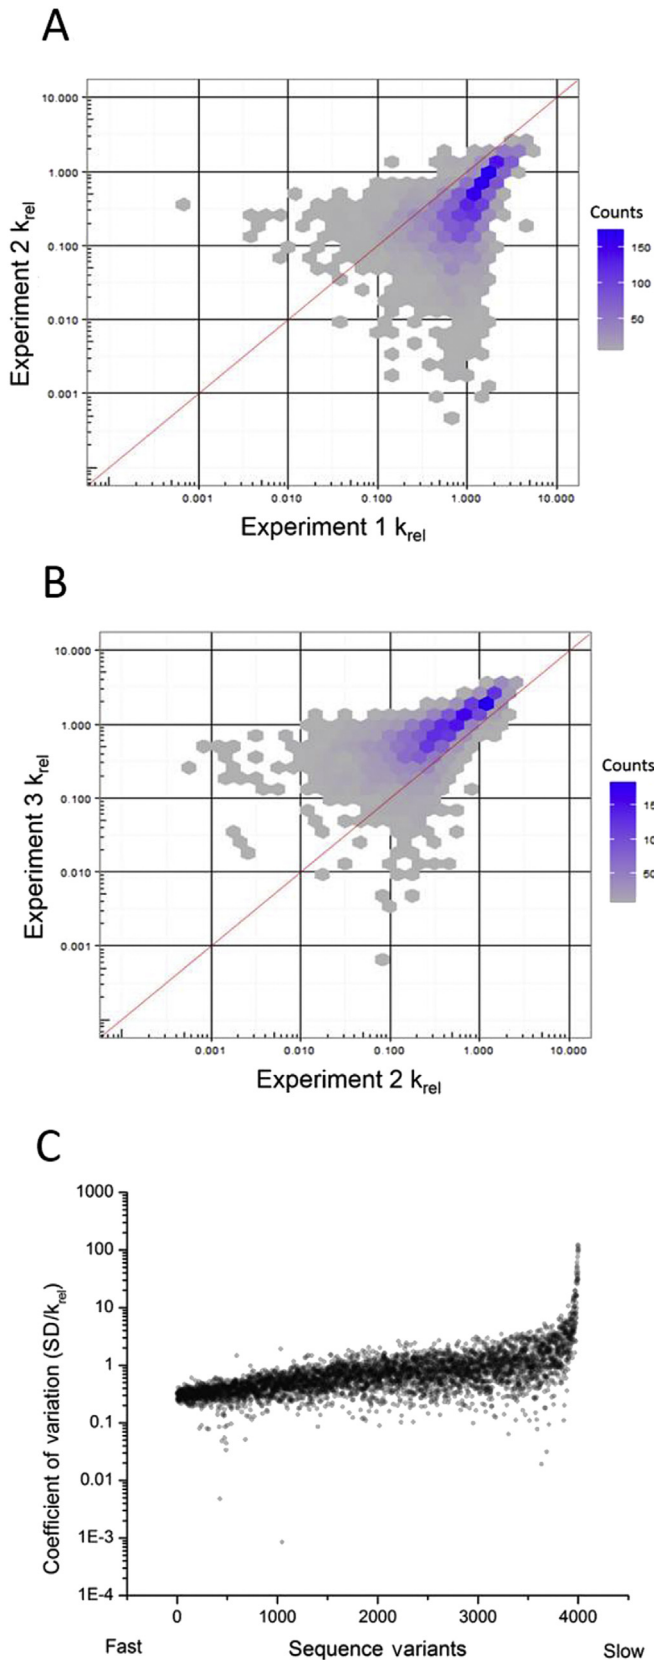 A
10.000
1.000
0.100
0.010
0.001
Experiment 2 krel
0.001 0.010 0.100 1.000 10.000
Experiment 1 krel
Counts
150
100
50
B
10.000
1.000
0.100
0.010
0.001
Experiment 3 krel
0.001 0.010 0.100 1.000 10.000
Experiment 2 krel
Counts
15
10
50
C
1000
100
10
1
0.1
0.01
1E-3
1E-4
Coefficient of variation (SD/krel)
0 1000 2000 3000 4000
Fast Sequence variants Slow